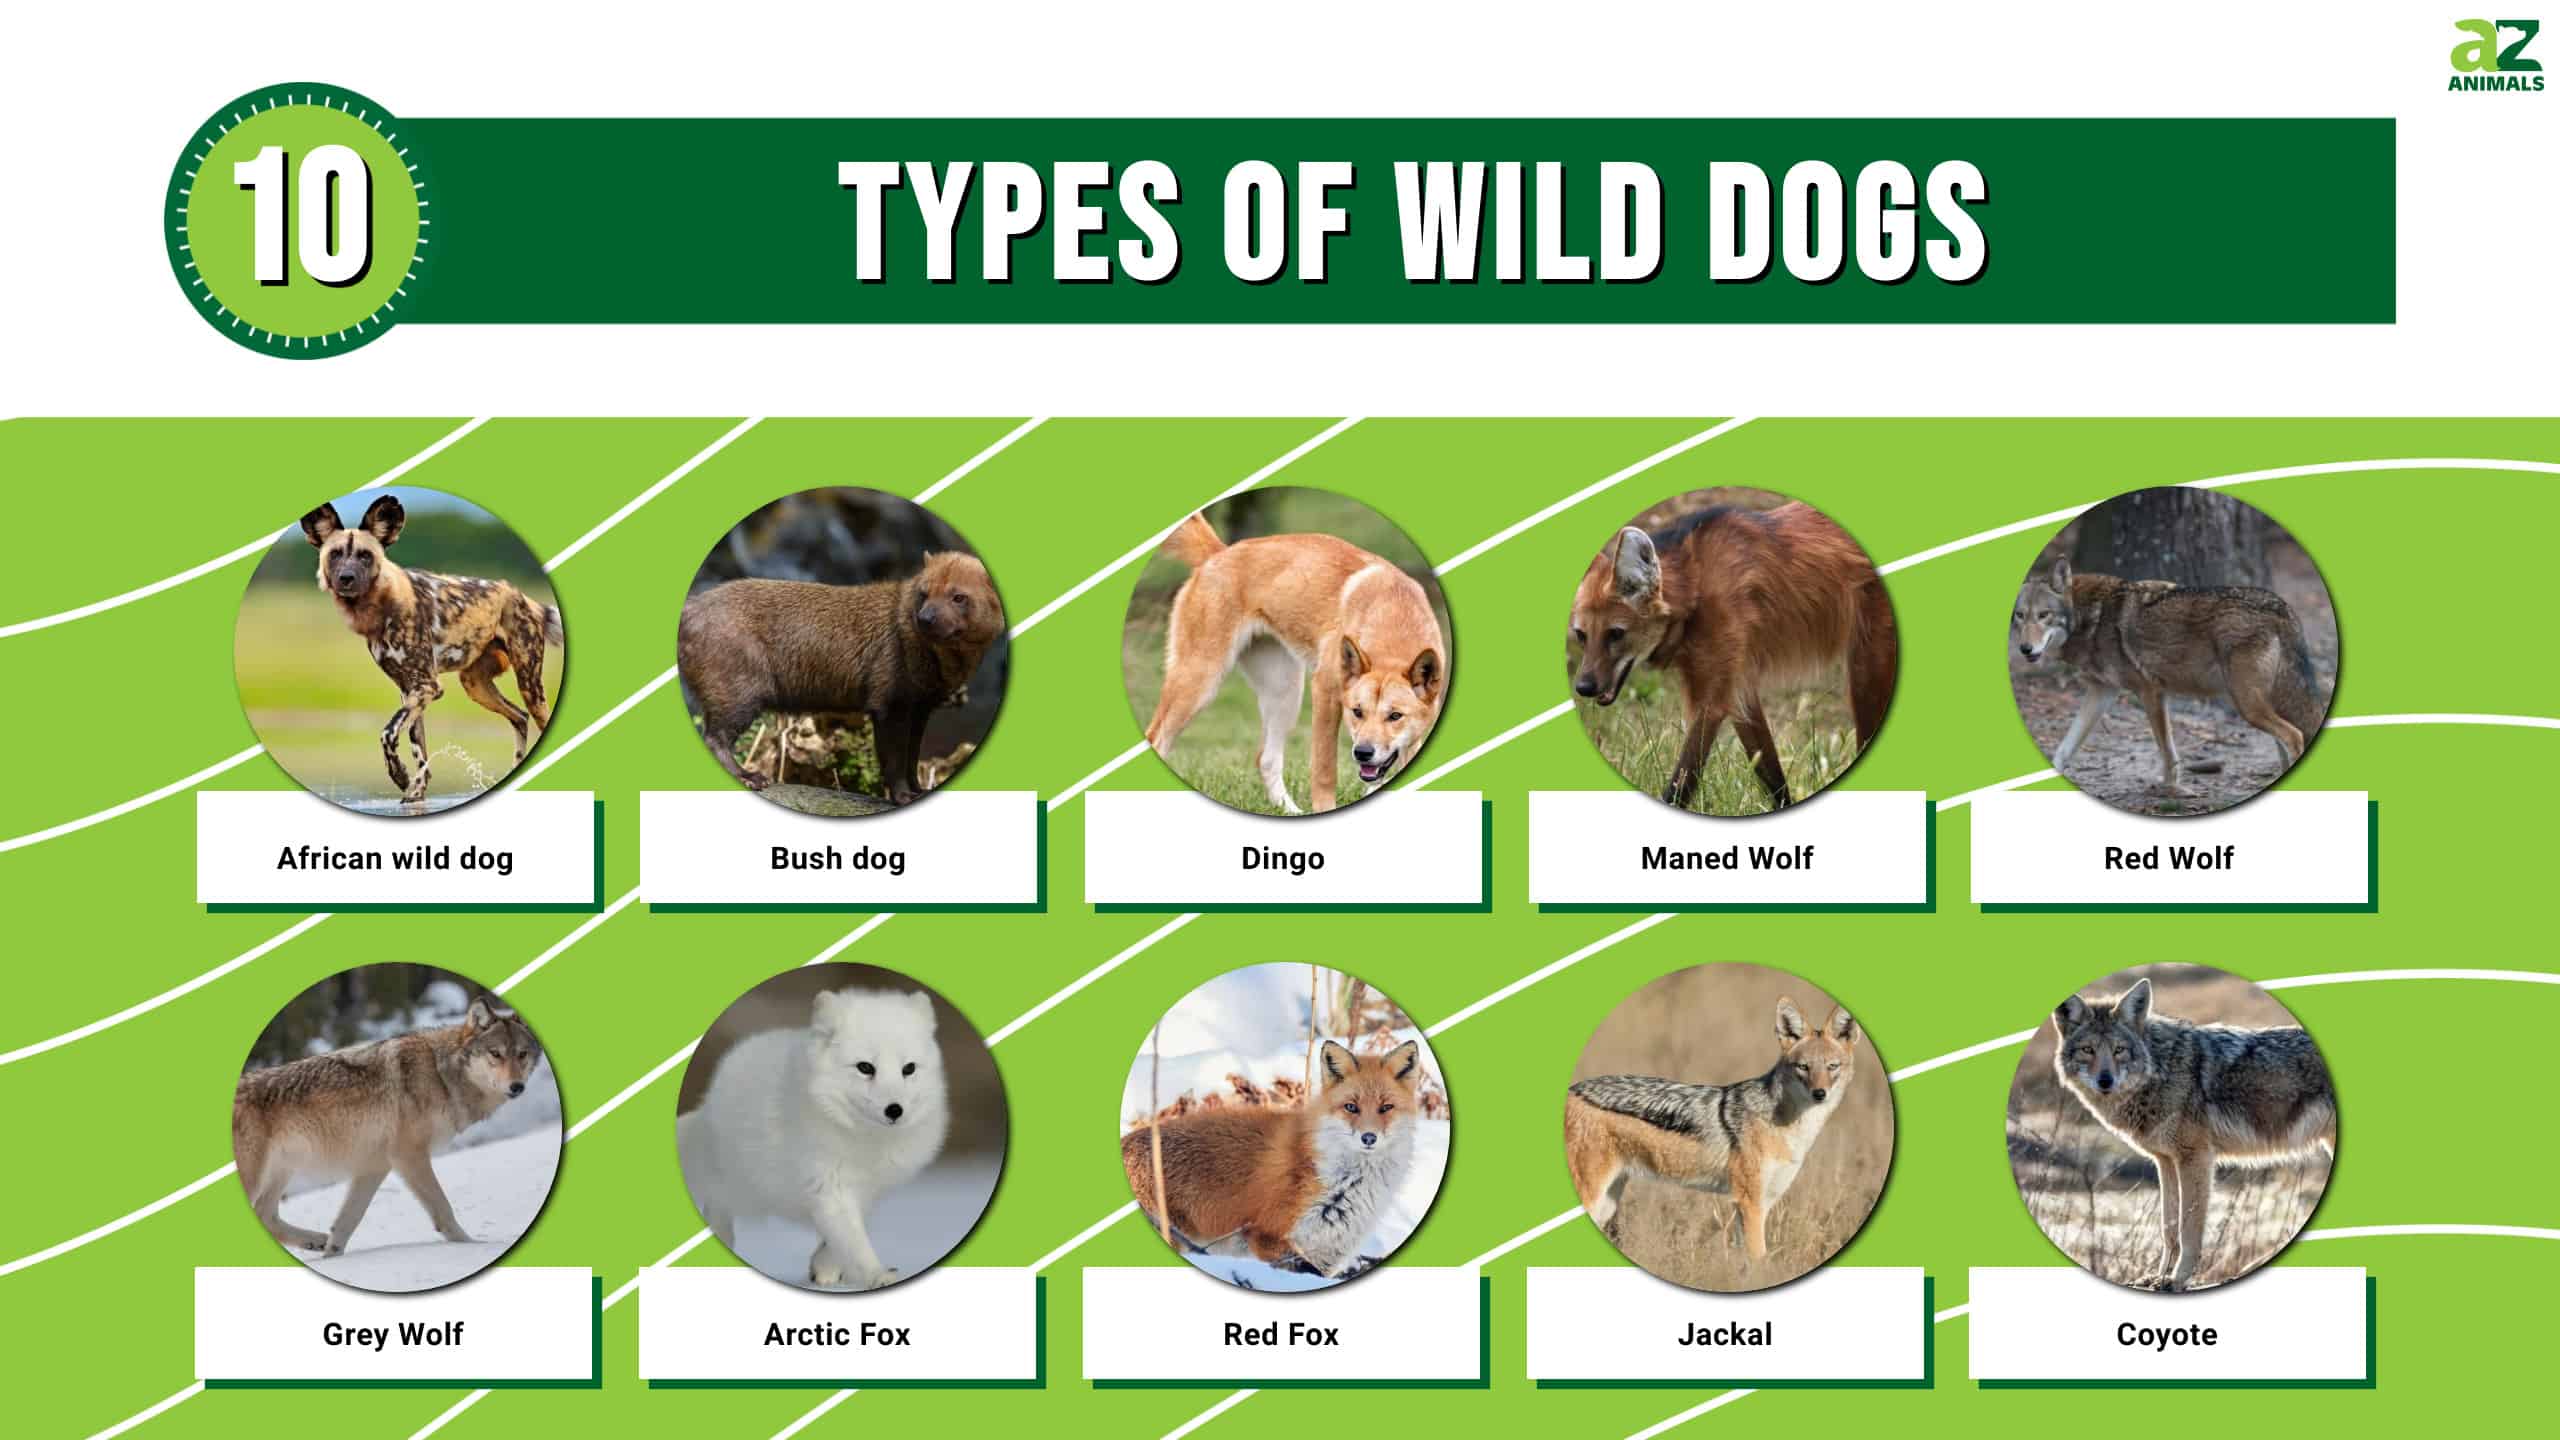 az
ANIMALS
10
TYPES OF WILD DOGS
African wild dog
Bush dog
Dingo
Maned Wolf
Red Wolf
Grey Wolf
Arctic Fox
Red Fox
Jackal
Coyote